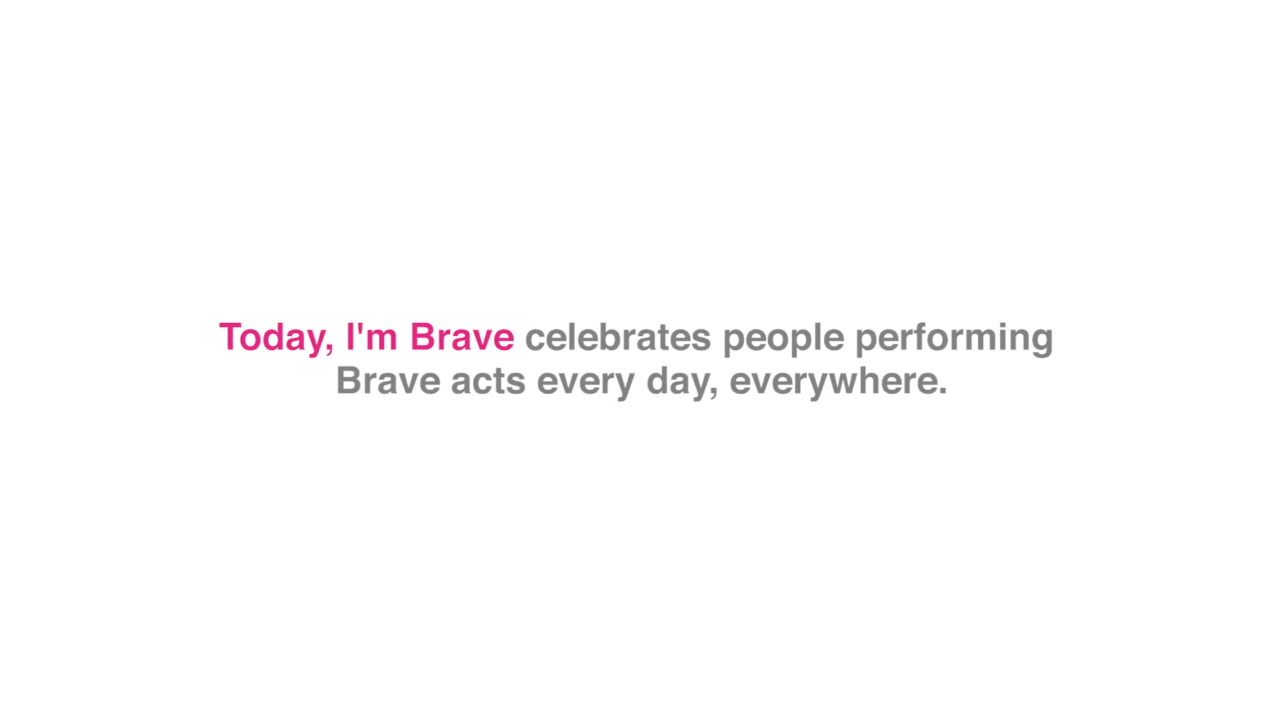 Today, I'm Brave celebrates people performing
Brave acts every day, everywhere.